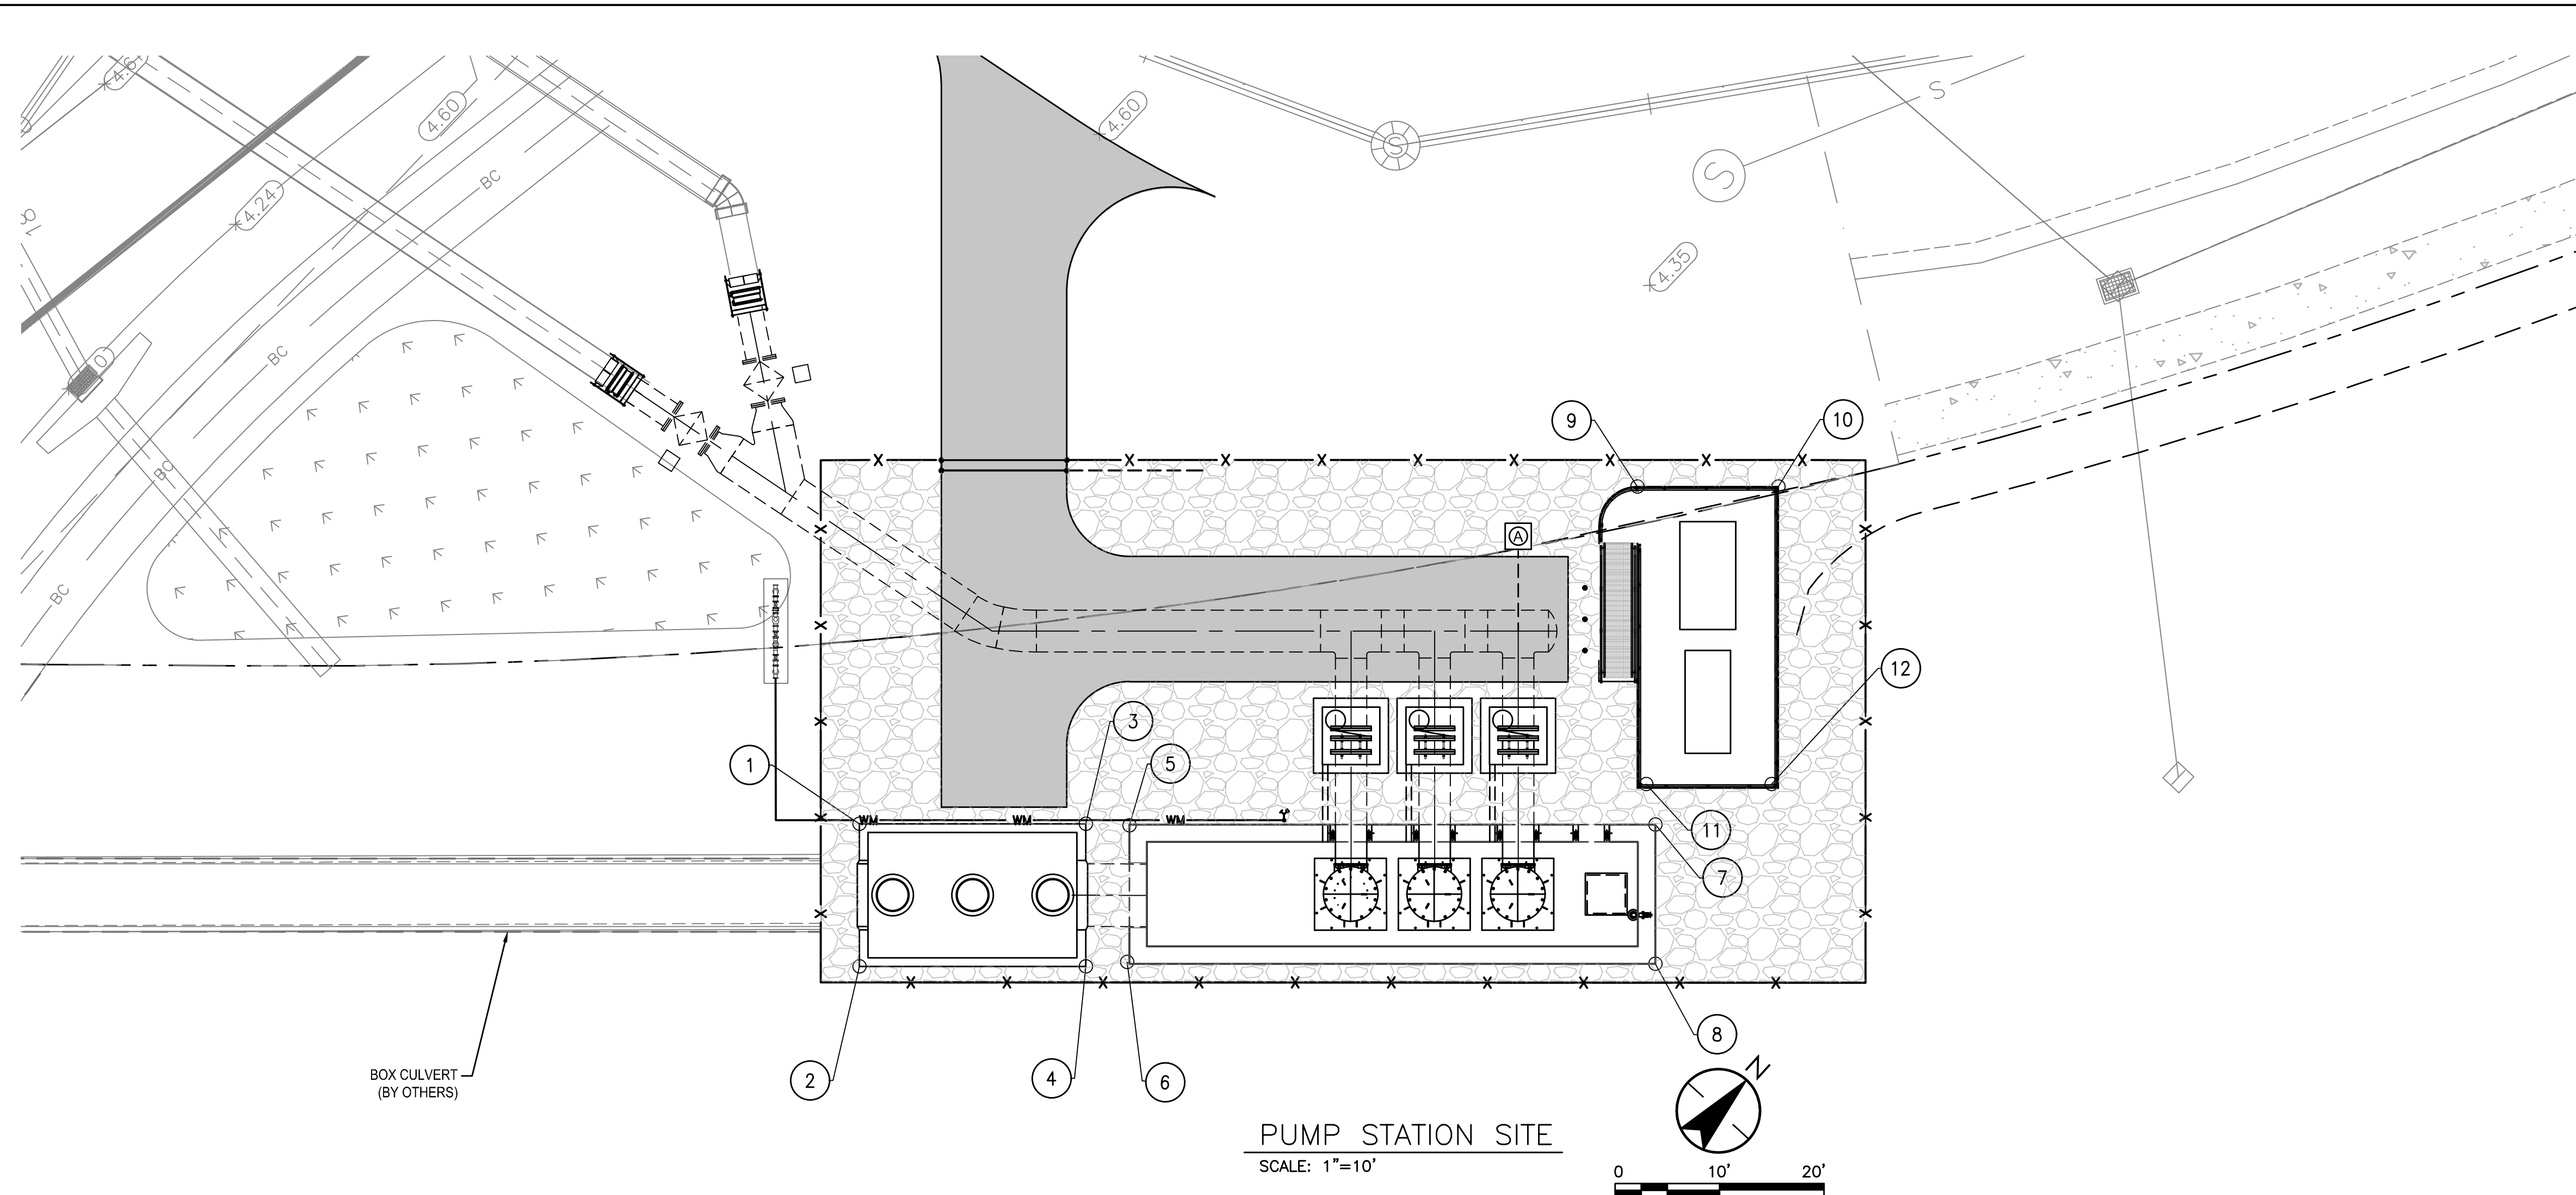 4.60
BC
4.24
BC
BC
BC
4.60
S
S
S
4.35
9
10
A
12
3
1
5
WM
WM
WM
11
7
8
2
4
6
BOX CULVERT
(BY OTHERS)
N
PUMP STATION SITE
SCALE: 1"=10'
0 10' 20'